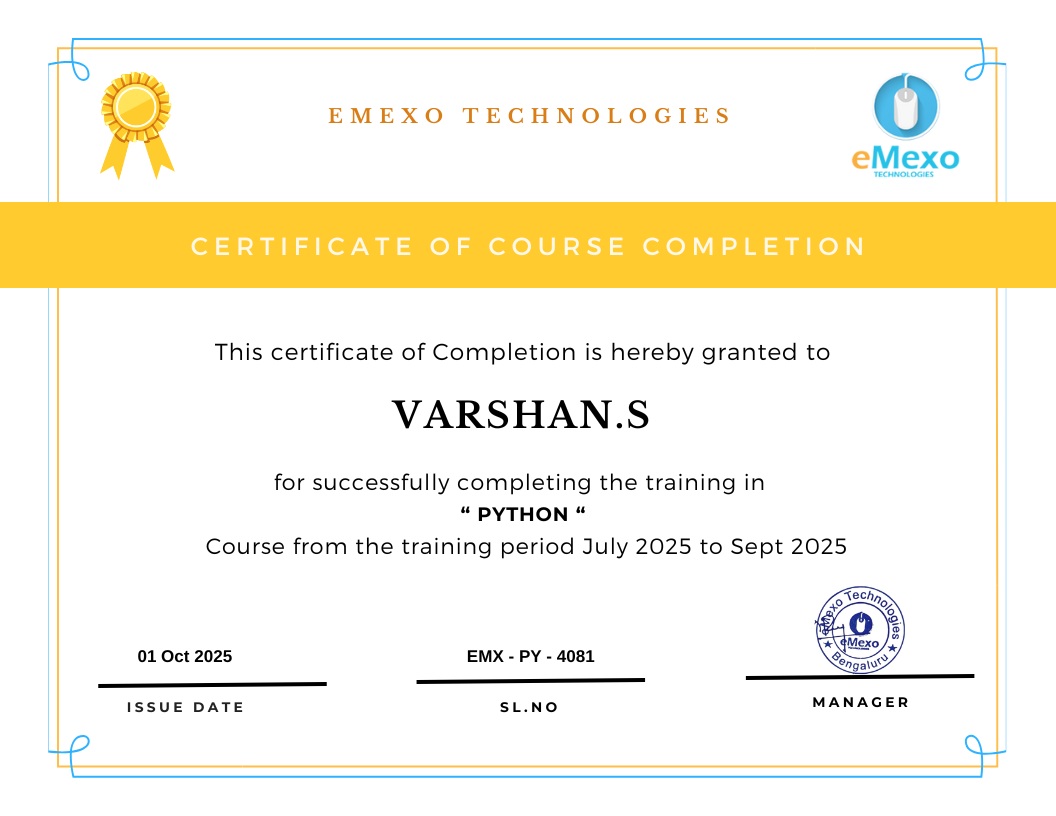 EMEXO TECHNOLOGIES
eMexo
TECHNOLOGIES
CERTIFICATE OF COURSE COMPLETION
This certificate of Completion is hereby granted to
VARSHAN.S
for successfully completing the training in
“ PYTHON “
Course from the training period July 2025 to Sept 2025
eMexo Technologies
eMexo
TECHNOLOGIES
★ Bengaluru ★
01 Oct 2025
EMX - PY - 4081
ISSUE DATE
SL.NO
MANAGER